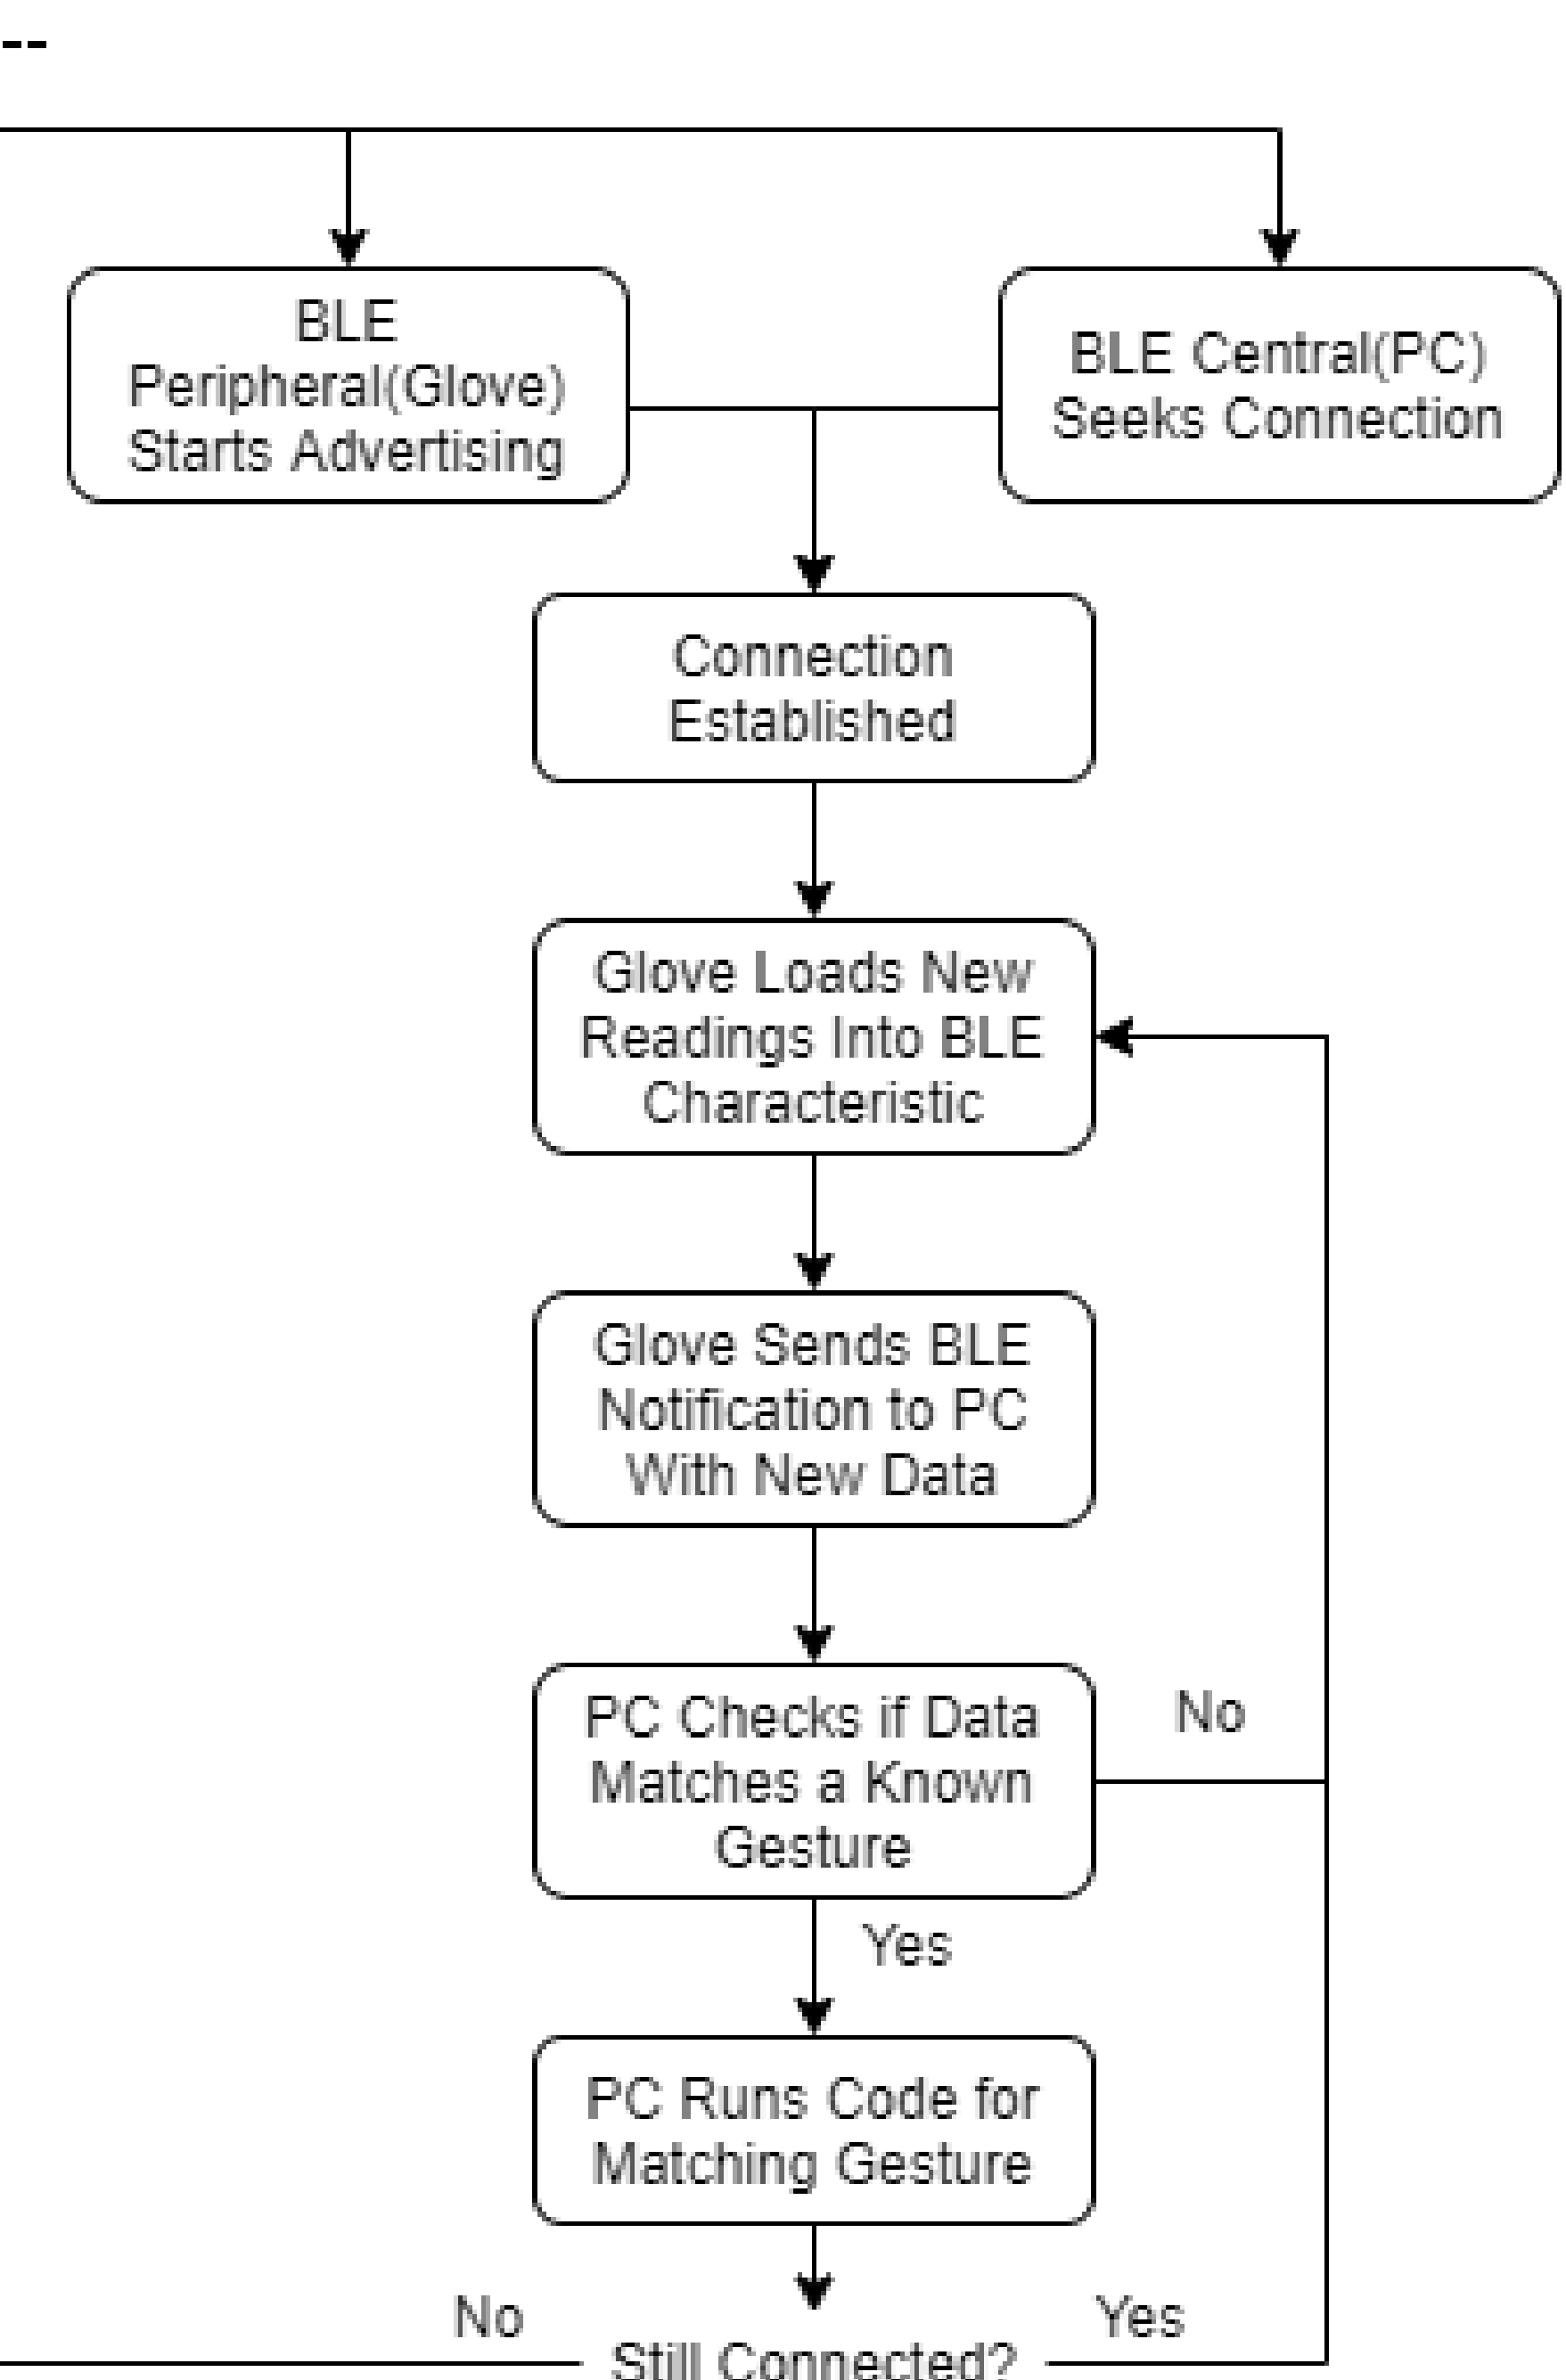 --
BLE
Peripheral(Glove)
Starts Advertising
BLE Central(PC)
Seeks Connection
Connection
Established
Glove Loads New
Readings Into BLE
Characteristic
Glove Sends BLE
Notification to PC
With New Data
PC Checks if Data
Matches a Known
Gesture
No
Yes
PC Runs Code for
Matching Gesture
No
Yes
Still Connected?